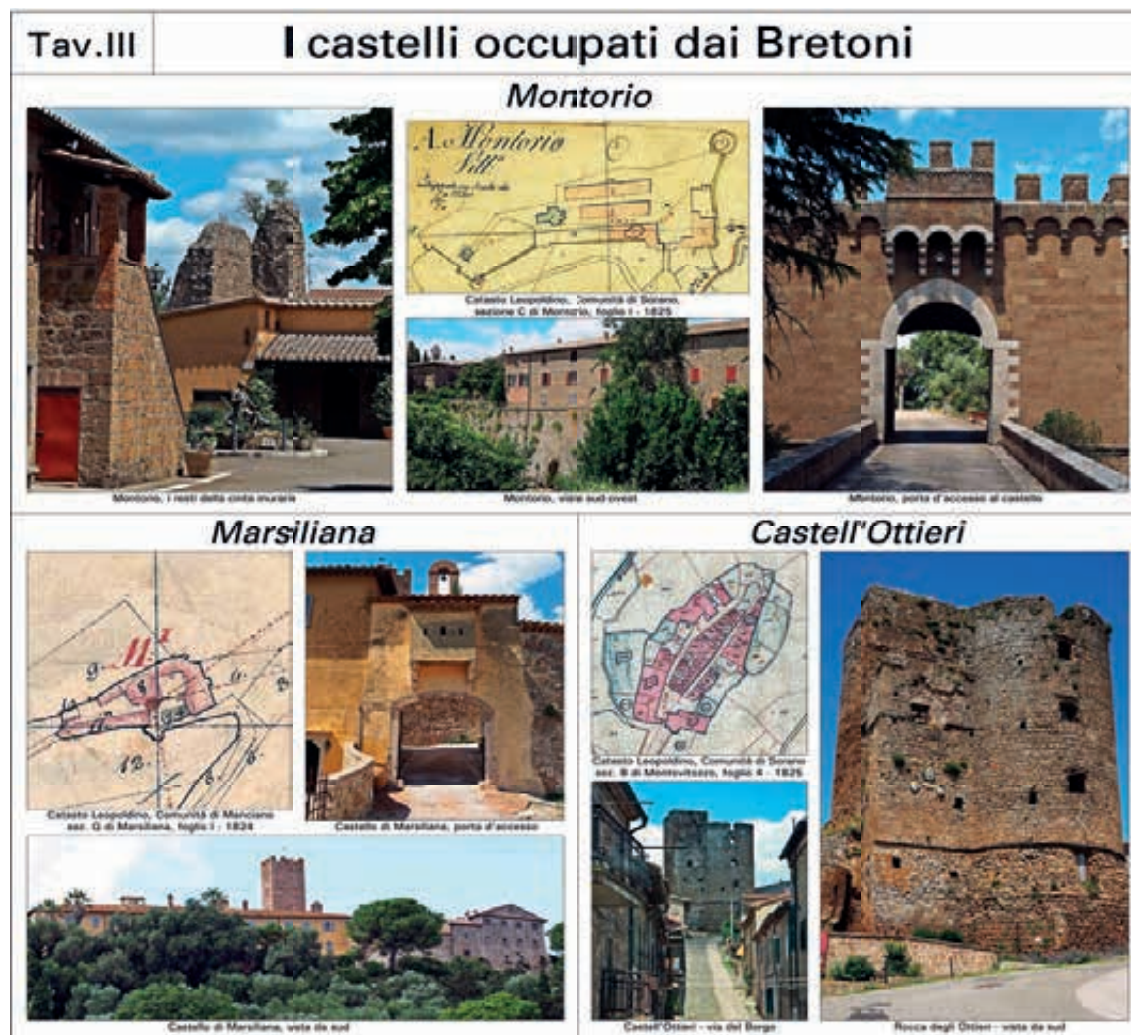 Tav.III
I castelli occupati dai Bretoni
Montorio
A. Montorio
Montorio, i resti della cinta muraria
Catasto Leopoldino, Comunità di Sorano,
sezione C di Montorio, foglio I - 1825
Montorio, vista sud ovest
Montorio, porta d'accesso al castello
Marsiliana
9.
12.
Catasto Leopoldino, Comunità di Manciano
sez. G di Marsiliana, foglio I - 1824
Castello di Marsiliana, porta d'accesso
Castello di Marsiliana, vista da sud
Castell'Ottieri
Catasto Leopoldino, Comunità di Sorano
sez. B di Montevitozzo, foglio 4 - 1825
Castell'Ottieri - via del Borgo
Rocca degli Ottieri - vista da sud